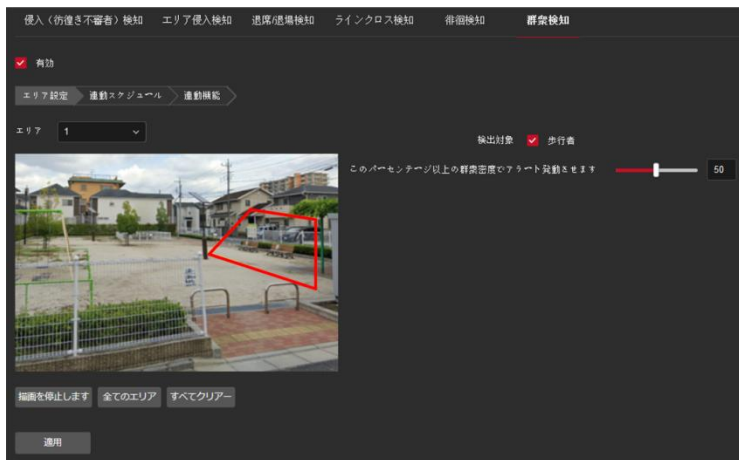 侵入（彷徨き不審者）検知 エリア侵入検知 退席/退場検知 ラインクロス検知 徘徊検知 群衆検知
有効
エリア設定 連動スケジュール 連動機能
エリア 1
検出対象 歩行者
このパーセンテージ以上の群衆密度でアラート発動させます 50
描画を停止します 全てのエリア すべてクリアー
適用